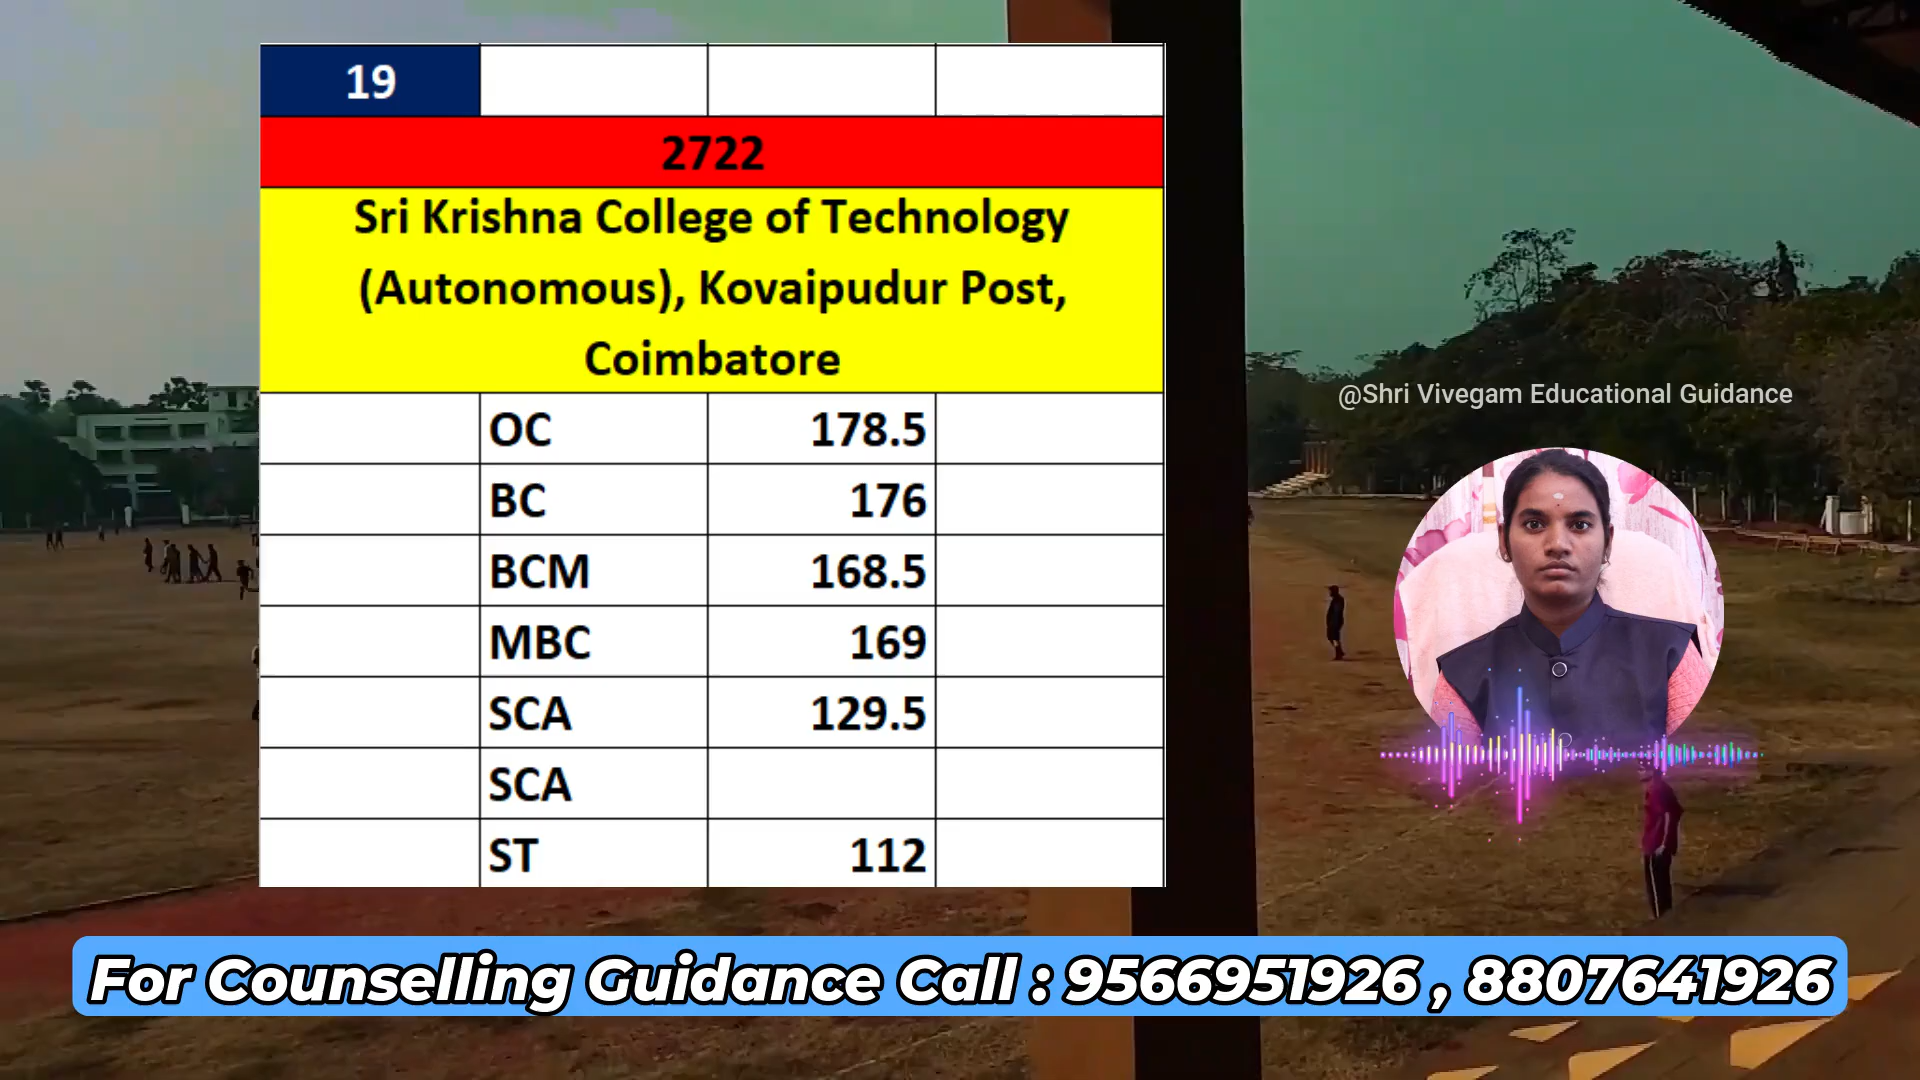 19
2722
Sri Krishna College of Technology
(Autonomous), Kovaipudur Post,
Coimbatore
OC 178.5
BC 176
BCM 168.5
MBC 169
SCA 129.5
SCA
ST 112
@Shri Vivegam Educational Guidance
For Counselling Guidance Call : 9566951926 , 8807641926